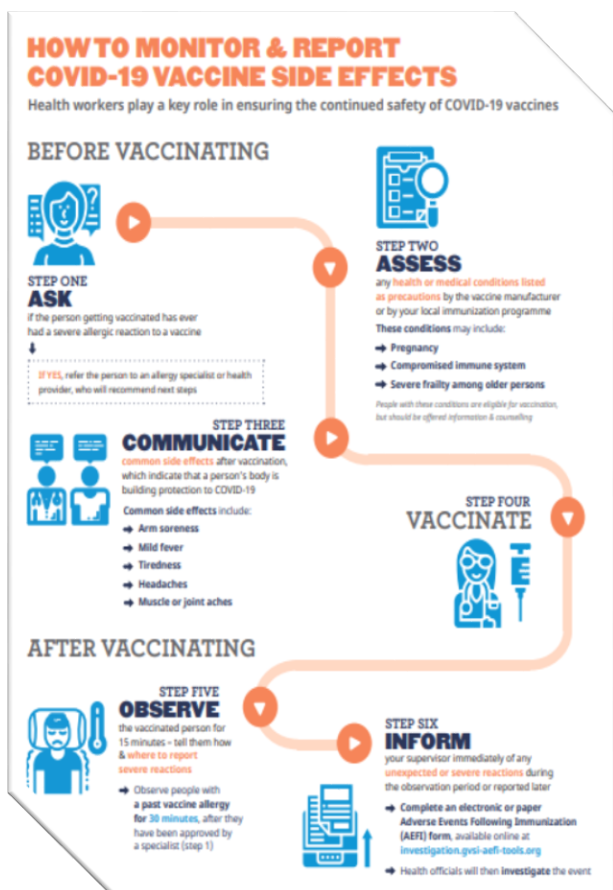 HOW TO MONITOR & REPORT
COVID-19 VACCINE SIDE EFFECTS
Health workers play a key role in ensuring the continued safety of COVID-19 vaccines
BEFORE VACCINATING
STEP ONE
ASK
if the person getting vaccinated has ever
had a severe allergic reaction to a vaccine
If YES, refer the person to an allergy specialist or health
provider, who will recommend next steps
STEP TWO
ASSESS
any health or medical conditions listed
as precautions by the vaccine manufacturer
or by your local immunization programme
These conditions may include:
Pregnancy
Compromised immune system
Severe frailty among older persons
People with these conditions are eligible for vaccination,
but should be offered information & counselling
STEP THREE
COMMUNICATE
common side effects after vaccination,
which indicate that a person's body is
building protection to COVID-19
Common side effects include:
Arm soreness
Mild fever
Tiredness
Headaches
Muscle or joint aches
STEP FOUR
VACCINATE
AFTER VACCINATING
STEP FIVE
OBSERVE
the vaccinated person for
15 minutes – tell them how
& where to report
severe reactions
Observe people with
a past vaccine allergy
for 30 minutes, after they
have been approved by
a specialist (step 1)
STEP SIX
INFORM
your supervisor immediately of any
unexpected or severe reactions during
the observation period or reported later
Complete an electronic or paper
Adverse Events Following Immunization
(AEFI) form, available online at
investigation.gvsi-aefi-tools.org
Health officials will then investigate the event